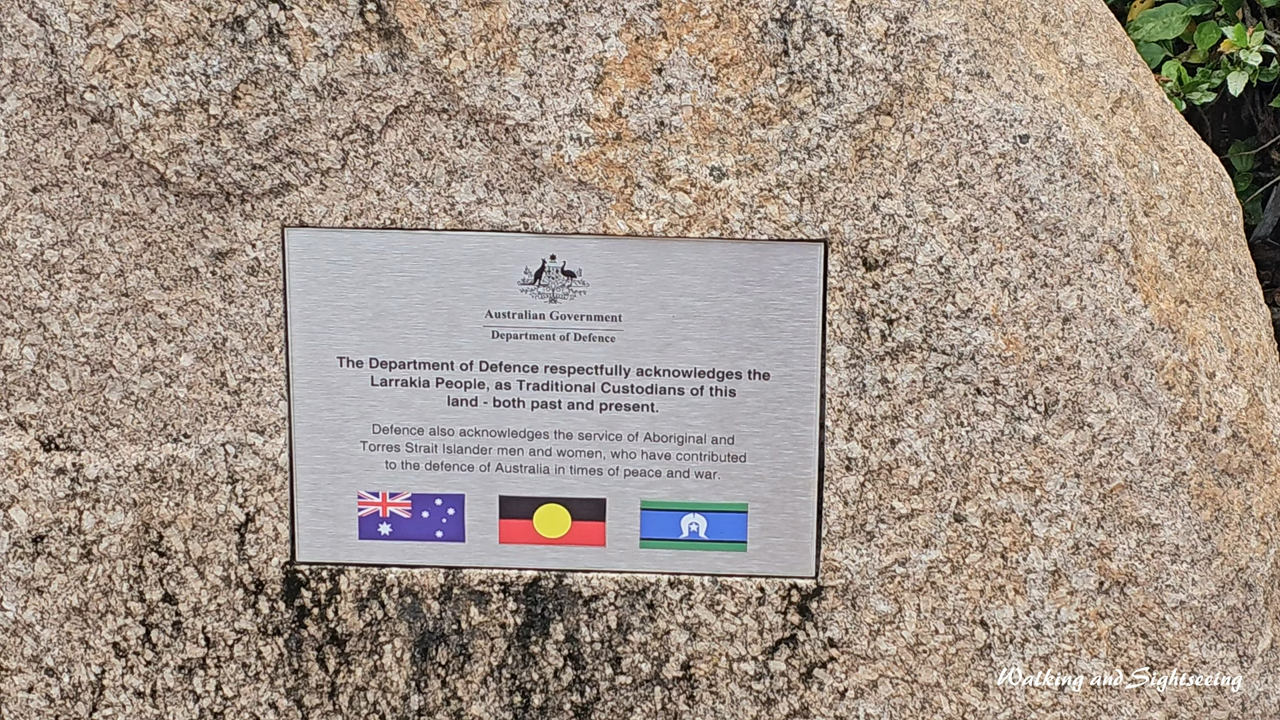 Australian Government
Department of Defence
The Department of Defence respectfully acknowledges the
Larrakia People, as Traditional Custodians of this
land - both past and present.
Defence also acknowledges the service of Aboriginal and
Torres Strait Islander men and women, who have contributed
to the defence of Australia in times of peace and war.
Walking and Sightseeing